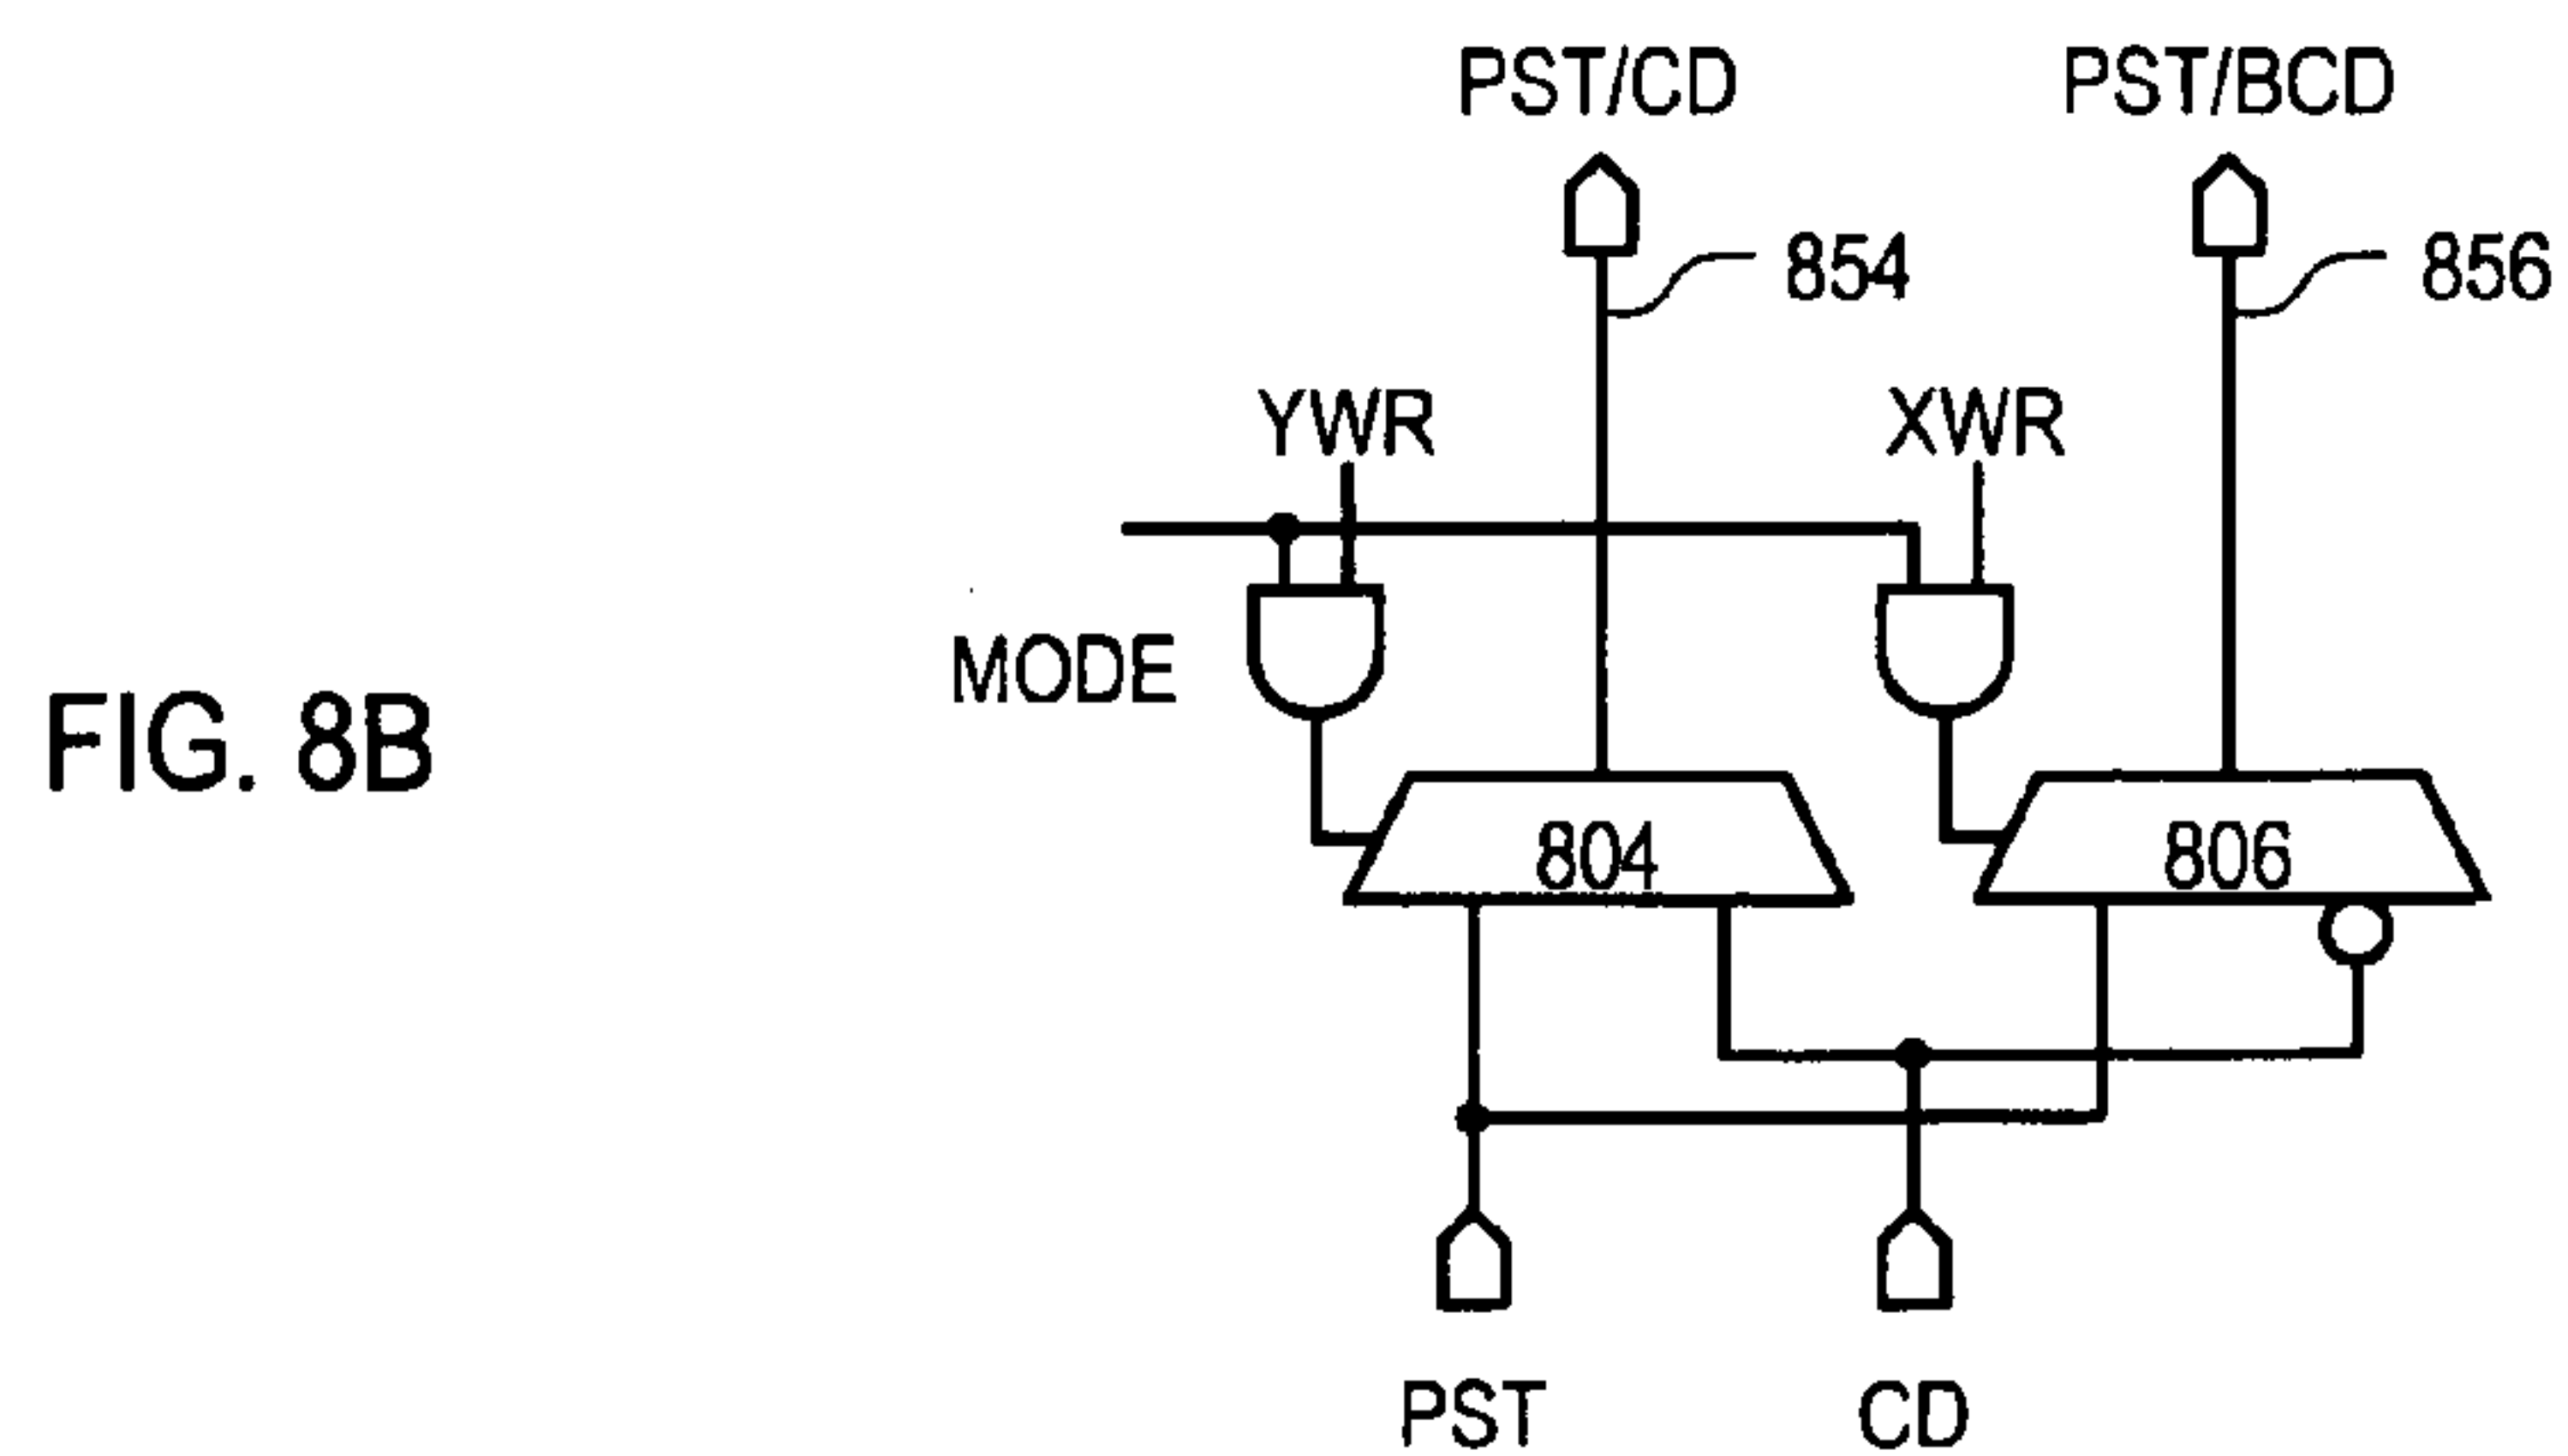 PST/CD
PST/BCD
854
856
YWR
XWR
MODE
FIG. 8B
804
806
PST
CD